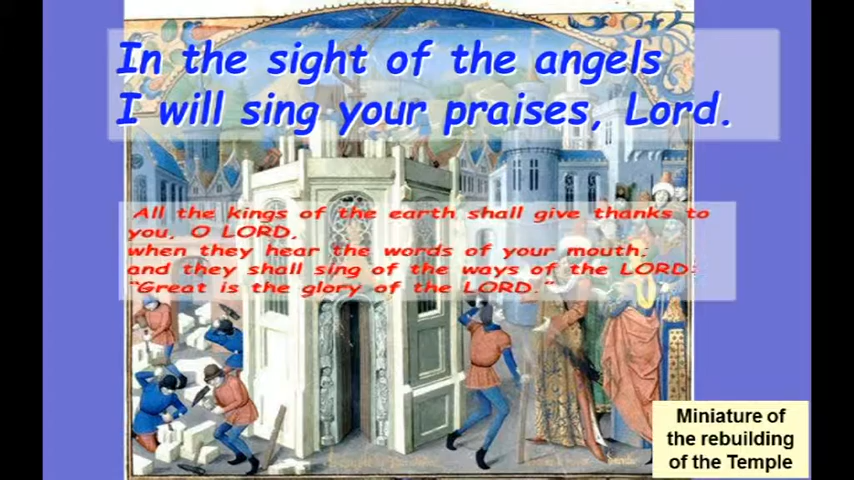 In the sight of the angels
I will sing your praises, Lord.
All the kings of the earth shall give thanks to
you, O LORD,
when they hear the words of your mouth;
and they shall sing of the ways of the LORD:
“Great is the glory of the LORD.”
Miniature of
the rebuilding
of the Temple